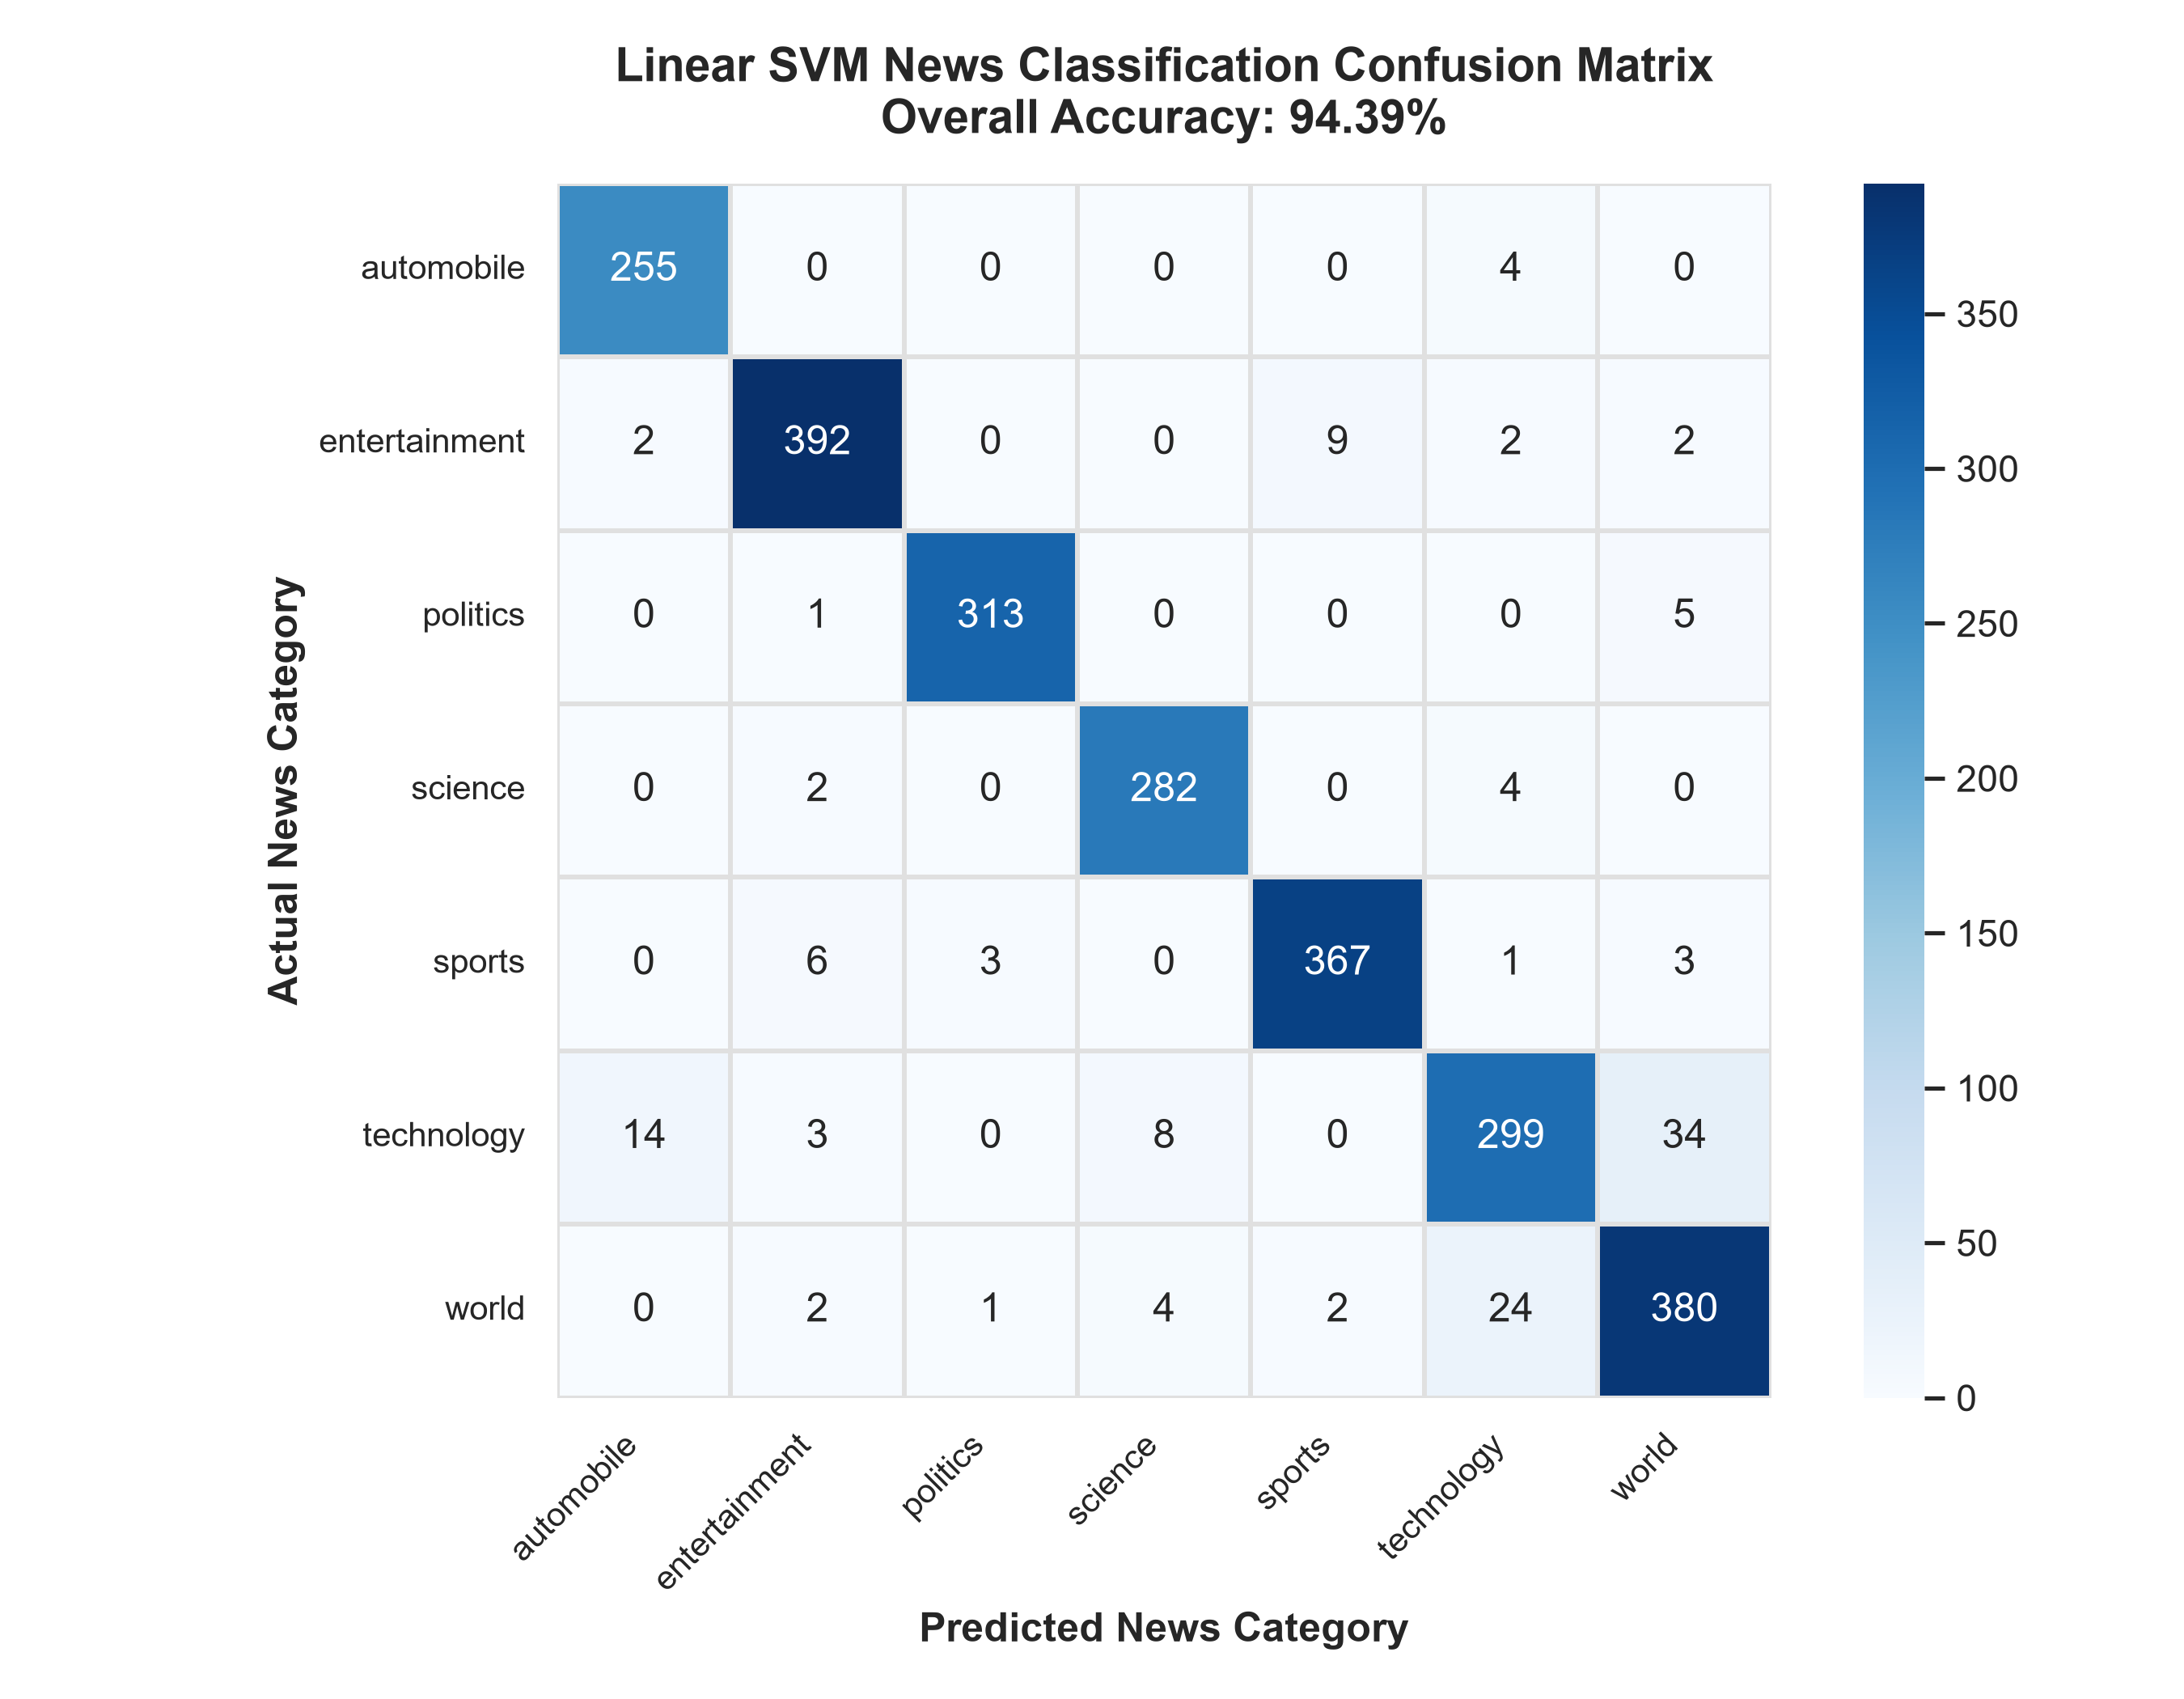 Linear SVM News Classification Confusion Matrix
Overall Accuracy: 94.39%
Actual News Category
automobile 255 0 0 0 0 4 0
entertainment 2 392 0 0 9 2 2
politics 0 1 313 0 0 0 5
science 0 2 0 282 0 4 0
sports 0 6 3 0 367 1 3
technology 14 3 0 8 0 299 34
world 0 2 1 4 2 24 380
automobile entertainment politics science sports technology world
Predicted News Category
350
300
250
200
150
100
50
0